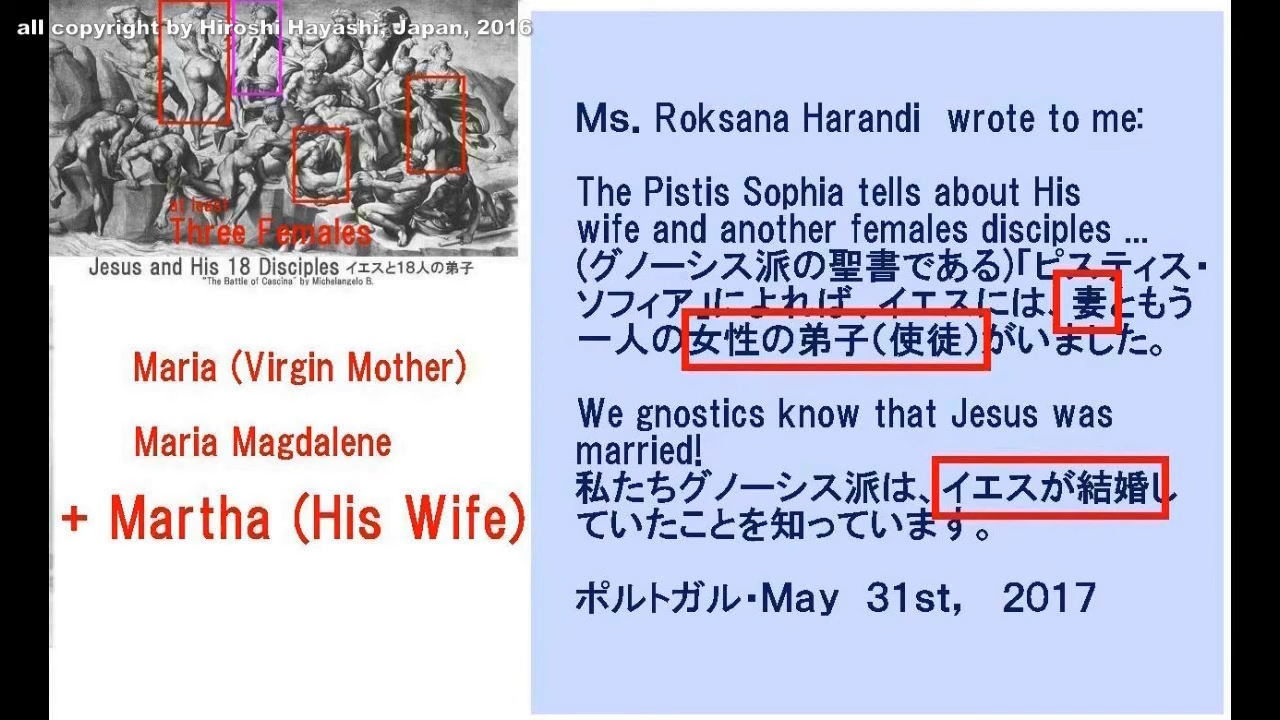 all copyright by Hiroshi Hayashi, Japan, 2016
at least
Three Females
Jesus and His 18 Disciples イエスと18人の弟子
"The Battle of Cascina" by Michelangelo B.
Maria (Virgin Mother)
Maria Magdalene
+ Martha (His Wife)
Ms. Roksana Harandi wrote to me:
The Pistis Sophia tells about His
wife and another females disciples ...
(グノーシス派の聖書である)「ピスティス・
ソフィア』によれば、イエスには、妻ともう
一人の女性の弟子(使徒)がいました。
We gnostics know that Jesus was
married!
私たちグノーシス派は、イエスが結婚し
ていたことを知っています。
ポルトガル・May 31st, 2017